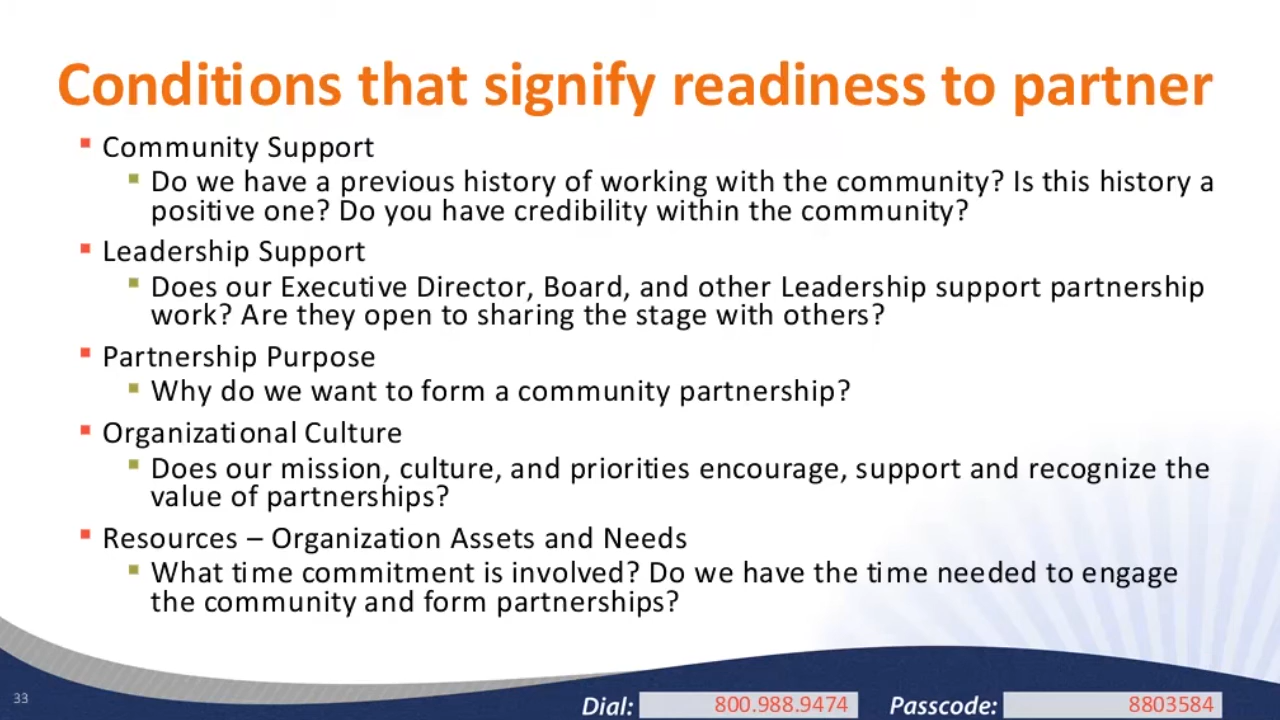 Conditions that signify readiness to partner
Community Support
Do we have a previous history of working with the community? Is this history a
positive one? Do you have credibility within the community?
Leadership Support
Does our Executive Director, Board, and other Leadership support partnership
work? Are they open to sharing the stage with others?
Partnership Purpose
Why do we want to form a community partnership?
Organizational Culture
Does our mission, culture, and priorities encourage, support and recognize the
value of partnerships?
Resources – Organization Assets and Needs
What time commitment is involved? Do we have the time needed to engage
the community and form partnerships?
33
Dial: 800.988.9474 Passcode: 8803584